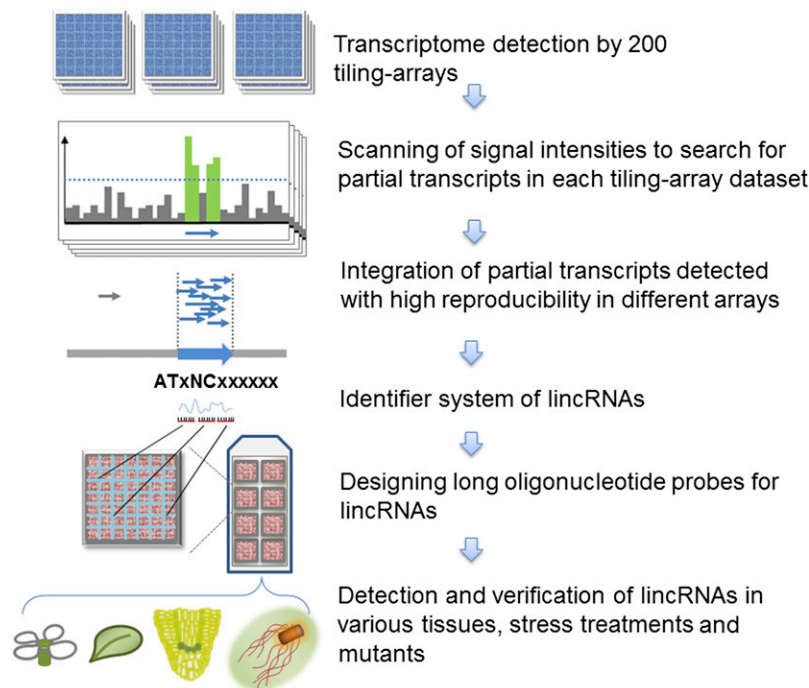 Transcriptome detection by 200
tiling-arrays
Scanning of signal intensities to search for
partial transcripts in each tiling-array dataset
Integration of partial transcripts detected
with high reproducibility in different arrays
ATxNCxxxxxx
Identifier system of lincRNAs
Designing long oligonucleotide probes for
lincRNAs
Detection and verification of lincRNAs in
various tissues, stress treatments and
mutants